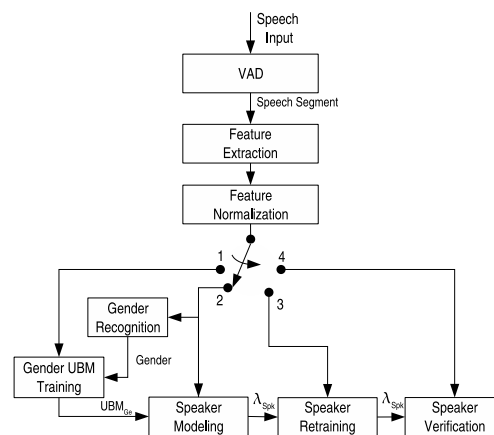 Speech
Input
VAD
Speech Segment
Feature
Extraction
Feature
Normalization
1
4
2
3
Gender
Recognition
Gender
Gender UBM
Training
UBM_Ge
Speaker
Modeling
λ_Spk
Speaker
Retraining
λ_Spk
Speaker
Verification